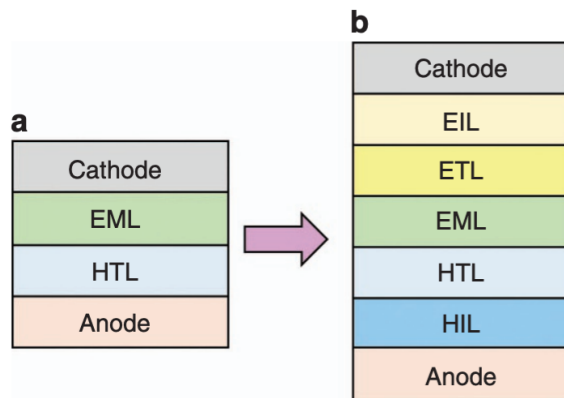 a
Cathode
EML
HTL
Anode
b
Cathode
EIL
ETL
EML
HTL
HIL
Anode